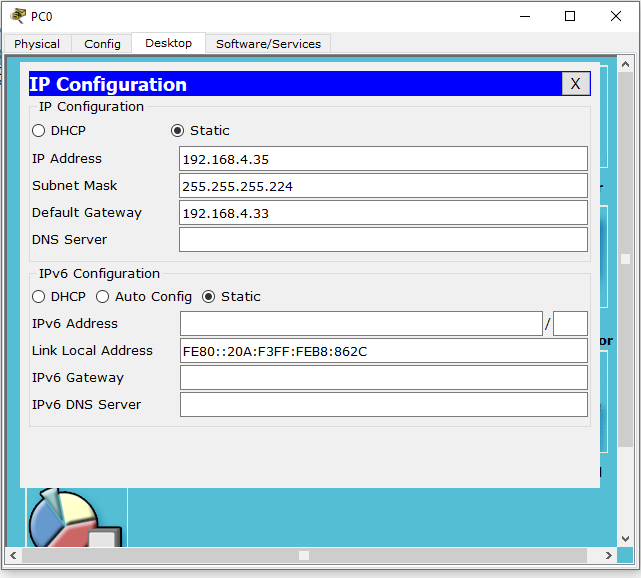 PC0
Physical Config Desktop Software/Services
IP Configuration X
IP Configuration
DHCP Static
IP Address 192.168.4.35
Subnet Mask 255.255.255.224
Default Gateway 192.168.4.33
DNS Server
IPv6 Configuration
DHCP Auto Config Static
IPv6 Address /
Link Local Address FE80::20A:F3FF:FEB8:862C
IPv6 Gateway
IPv6 DNS Server
or